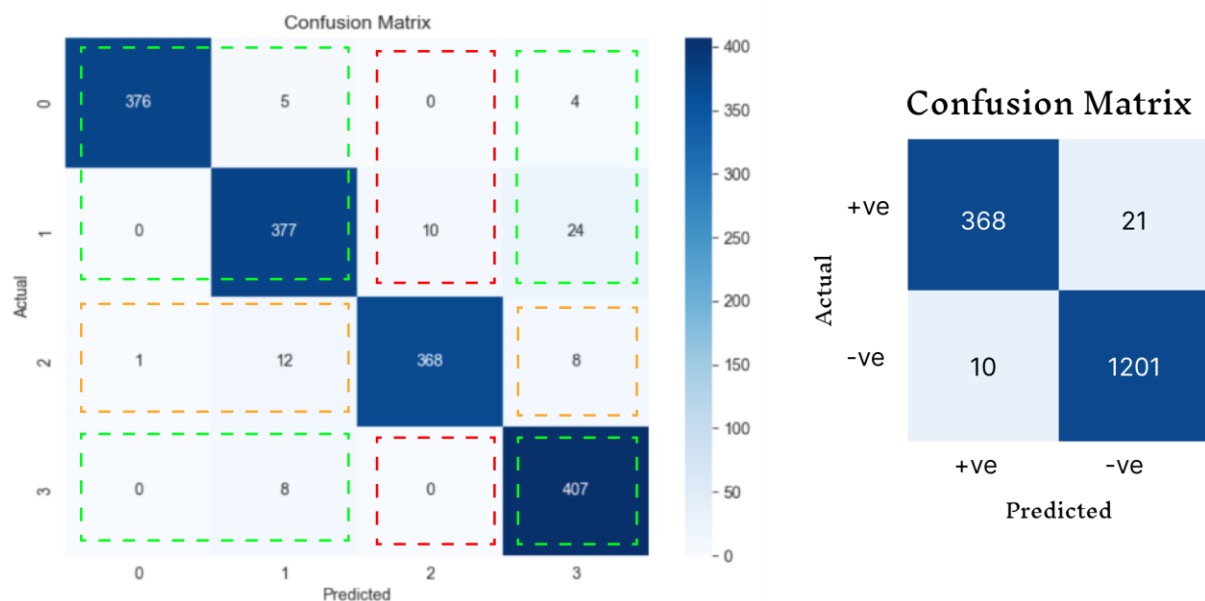 Confusion Matrix
0 376 5 0 4
1 0 377 10 24
2 1 12 368 8
3 0 8 0 407
0 1 2 3
Actual
Predicted
400
350
300
250
200
150
100
50
0
Confusion Matrix
+ve 368 21
-ve 10 1201
+ve -ve
Actual
Predicted